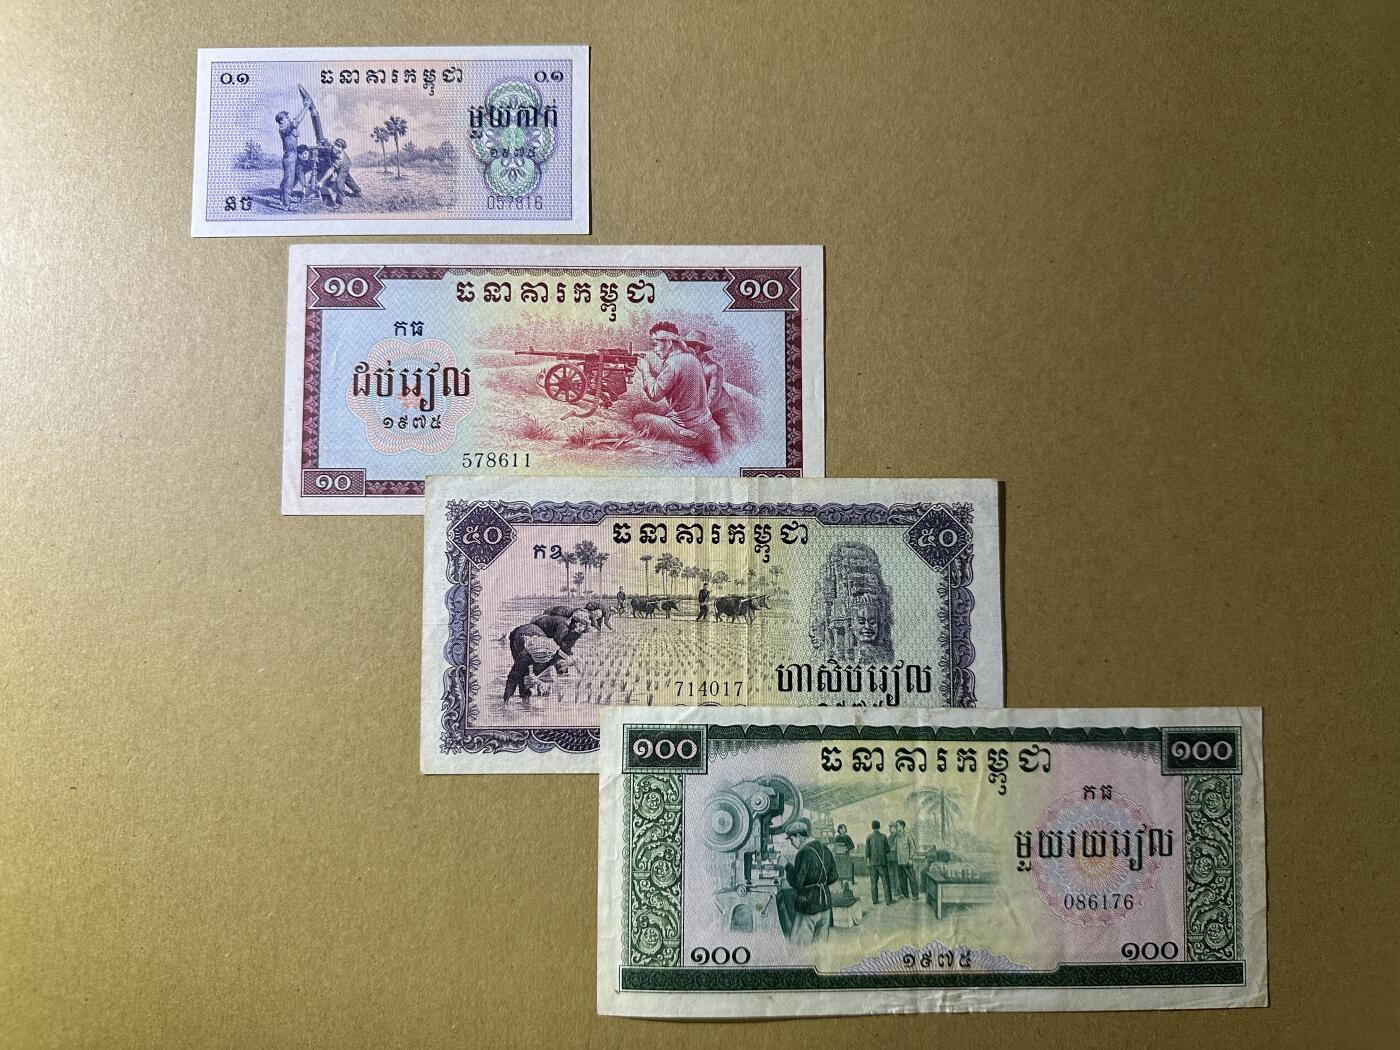 ០.១ ធនាគារកម្ពុជា ០.១
មួយកាក់
១៩៧៥
នច 057816
១០ ធនាគារកម្ពុជា ១០
កធ
ដប់រៀល
១៩៧៥
578611
១០
៥០ ធនាគារកម្ពុជា ៥០
កខ
ហាសិបរៀល
714017
១០០ ធនាគារកម្ពុជា ១០០
កធ
មួយរយរៀល
086176
១០០ ១៩៧៥ ១០០